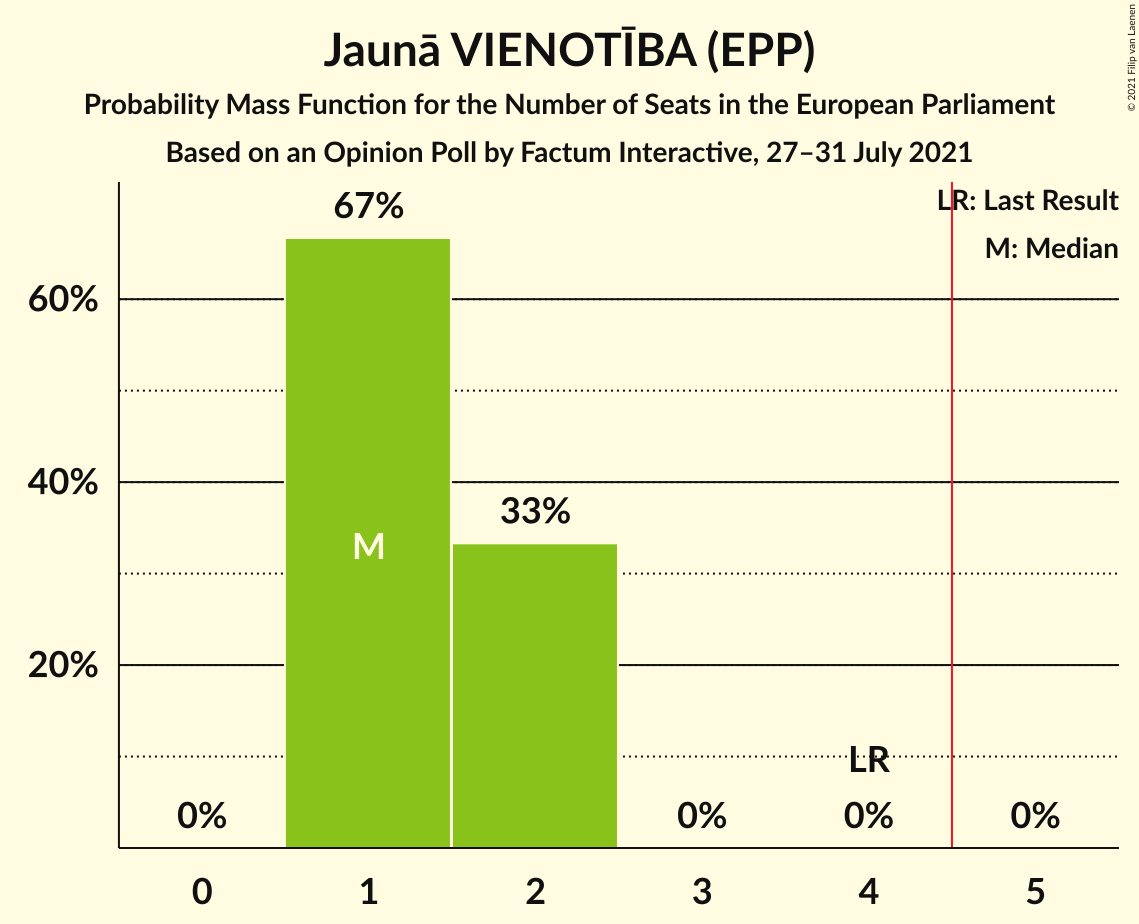 Jaunā VIENOTĪBA (EPP)
Probability Mass Function for the Number of Seats in the European Parliament
Based on an Opinion Poll by Factum Interactive, 27–31 July 2021
© 2021 Filip van Laenen
LR: Last Result
M: Median
67%
60%
40%
33%
M
20%
LR
0%
0%
0%
0%
0
1
2
3
4
5